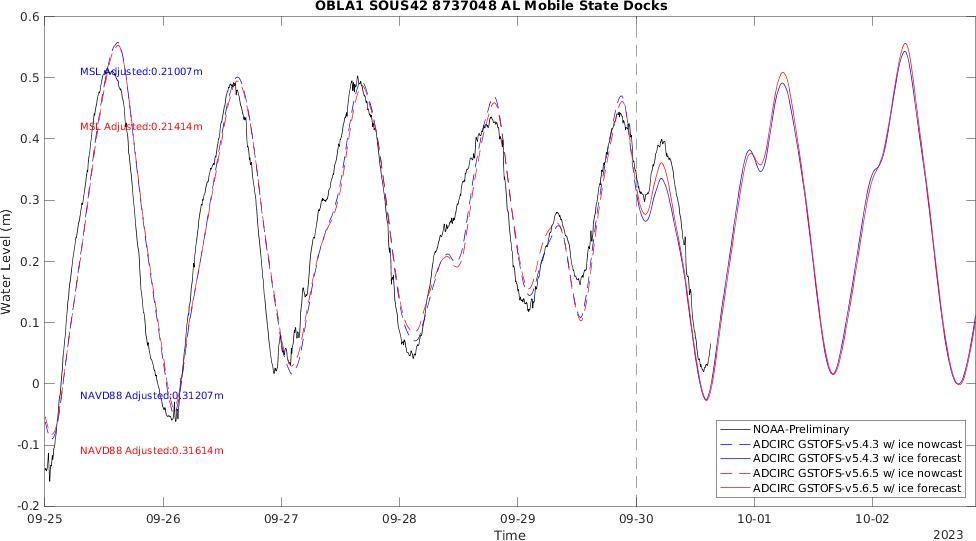 OBLA1 SOUS42 8737048 AL Mobile State Docks
0.6
0.5
0.4
0.3
0.2
0.1
0
-0.1
-0.2
Water Level (m)
MSL Adjusted:0.21007m
MSL Adjusted:0.21414m
NAVD88 Adjusted:0.31207m
NAVD88 Adjusted:0.31614m
NOAA-Preliminary
ADCIRC GSTOFS-v5.4.3 w/ ice nowcast
ADCIRC GSTOFS-v5.4.3 w/ ice forecast
ADCIRC GSTOFS-v5.6.5 w/ ice nowcast
ADCIRC GSTOFS-v5.6.5 w/ ice forecast
09-25 09-26 09-27 09-28 09-29 09-30 10-01 10-02
Time
2023